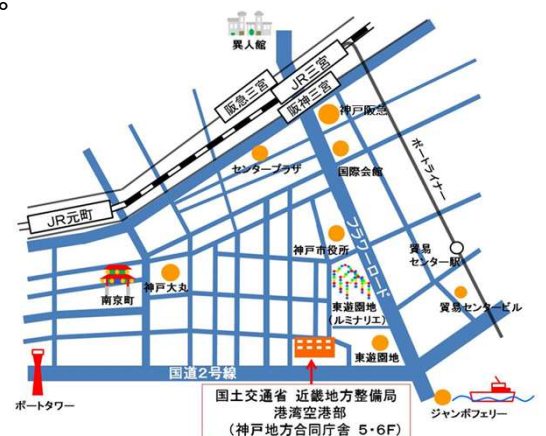 。
異人館
JR三宮
阪急三宮
阪神三宮
神戸阪急
センタープラザ
国際会館
ポートライナー
JR元町
フラワーロード
神戸市役所
貿易
センター駅
南京町
神戸大丸
東遊園地
(ルミナリエ)
貿易センタービル
東遊園地
国道2号線
ポートタワー
国土交通省 近畿地方整備局
港湾空港部
(神戸地方合同庁舎 5・6F)
ジャンボフェリー